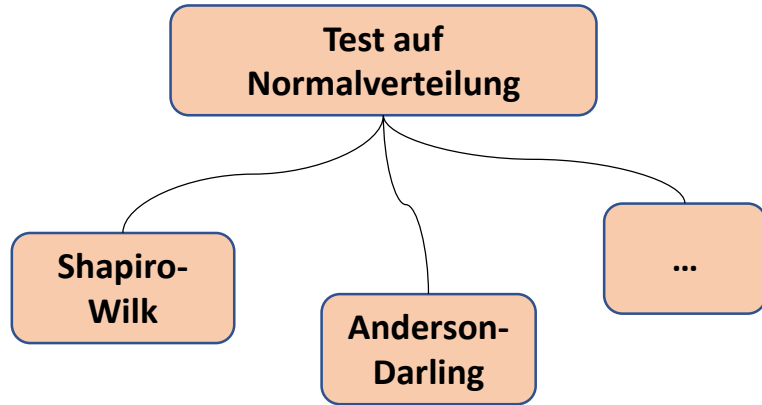 Test auf
Normalverteilung
Shapiro-
Wilk
Anderson-
Darling
...